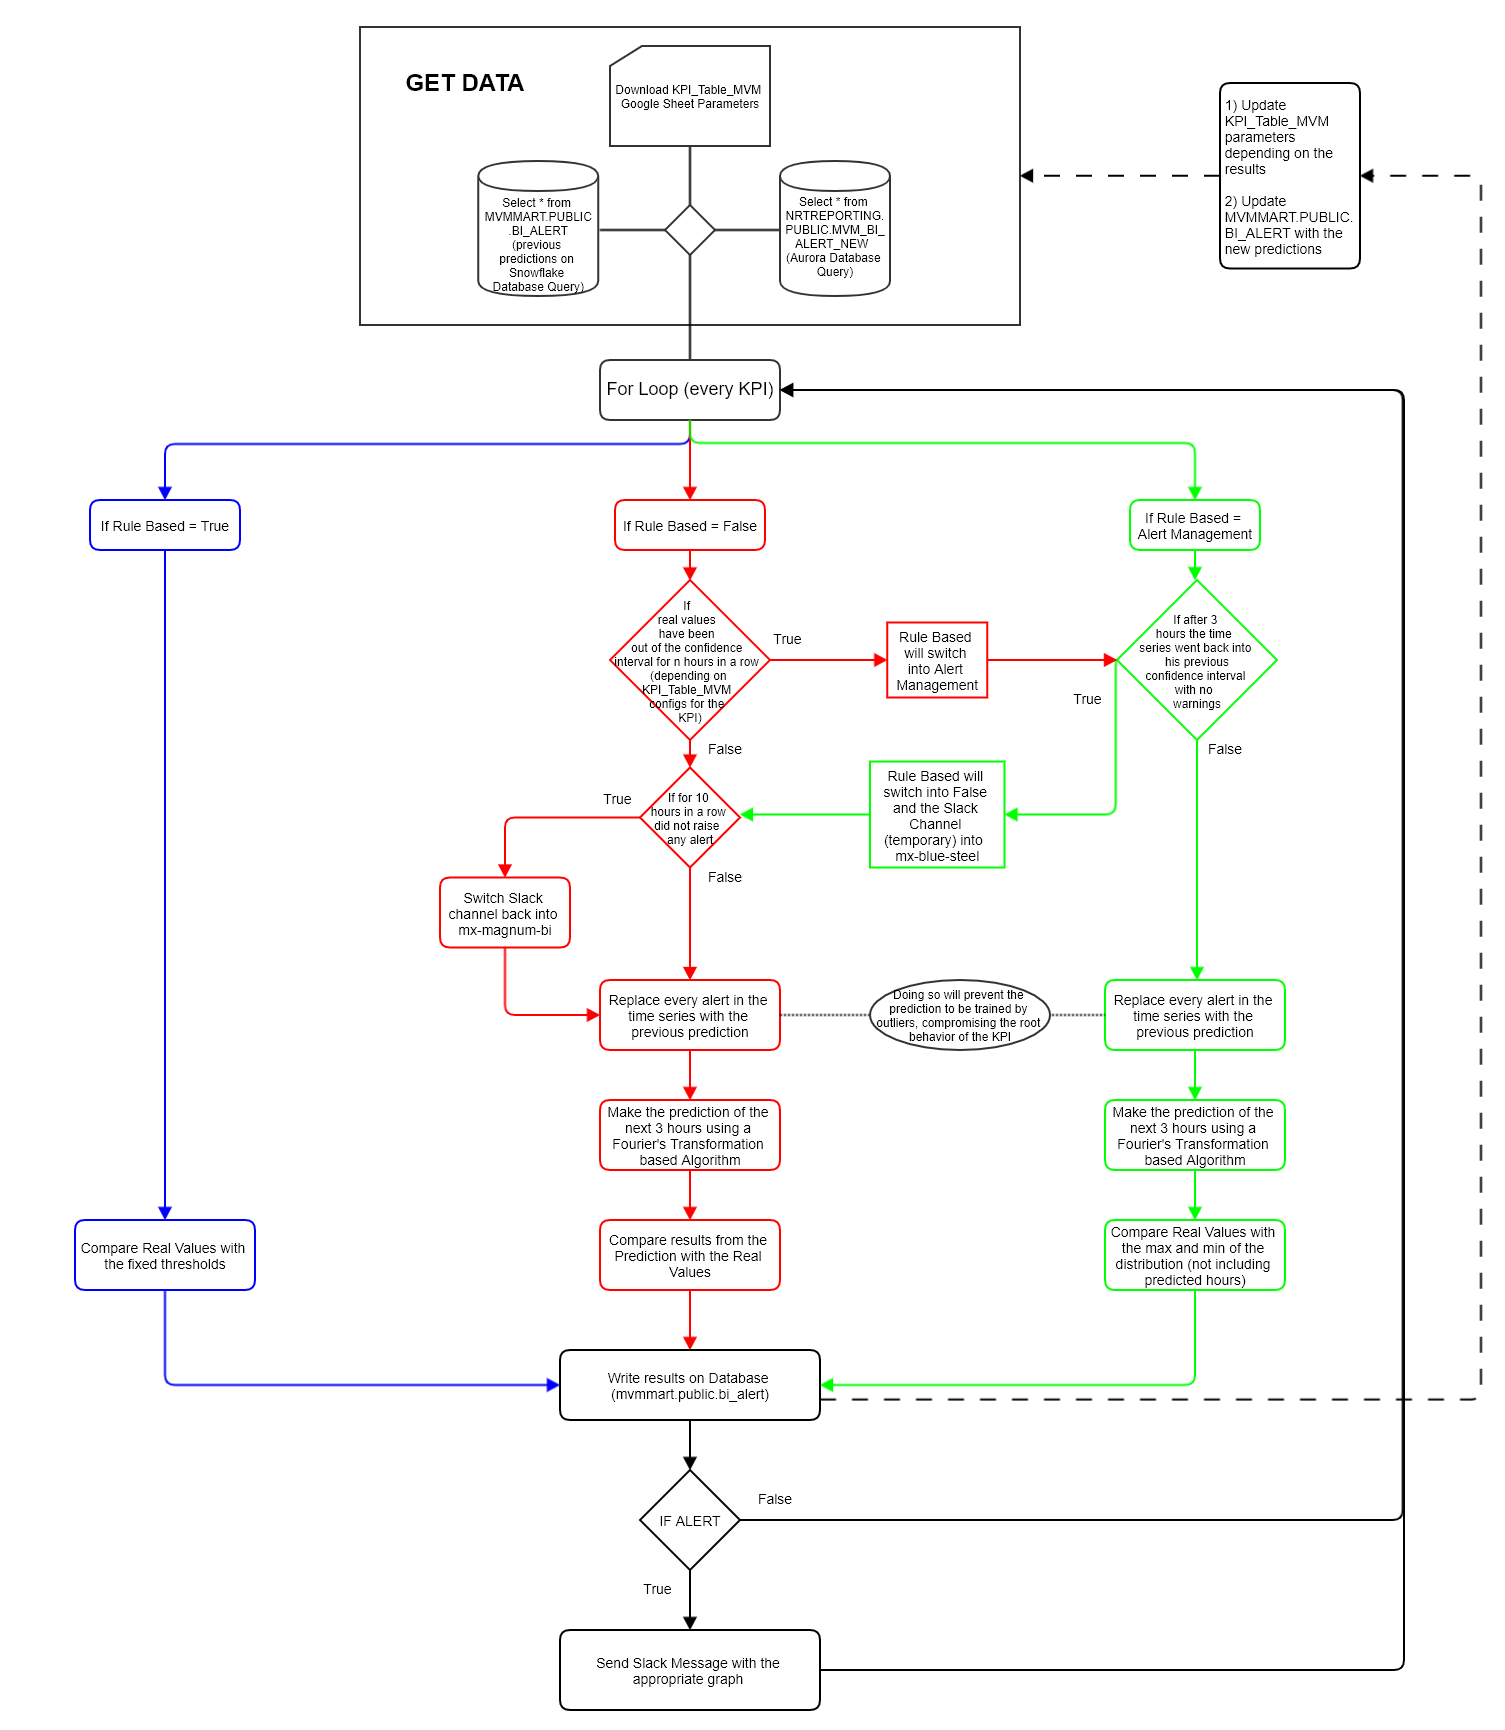 GET DATA
Download KPI_Table_MVM
Google Sheet Parameters
Select * from
MVMMART.PUBLIC
.BI_ALERT
(previous
predictions on
Snowflake
Database Query)
Select * from
NRTREPORTING.
PUBLIC.MVM_BI_
ALERT_NEW
(Aurora Database
Query)
1) Update
KPI_Table_MVM
parameters
depending on the
results
2) Update
MVMMART.PUBLIC.
BI_ALERT with the
new predictions
For Loop (every KPI)
If Rule Based = True
If Rule Based = False
If Rule Based =
Alert Management
If
real values
have been
out of the confidence
interval for n hours in a row
(depending on
KPI_Table_MVM
configs for the
KPI)
True
Rule Based
will switch
into Alert
Management
If after 3
hours the time
series went back into
his previous
confidence interval
with no
warnings
True
False
False
Rule Based will
switch into False
and the Slack
Channel
(temporary) into
mx-blue-steel
True
If for 10
hours in a row
did not raise
any alert
False
Switch Slack
channel back into
mx-magnum-bi
Replace every alert in the
time series with the
previous prediction
Doing so will prevent the
prediction to be trained by
outliers, compromising the root
behavior of the KPI
Replace every alert in the
time series with the
previous prediction
Make the prediction of the
next 3 hours using a
Fourier's Transformation
based Algorithm
Make the prediction of the
next 3 hours using a
Fourier's Transformation
based Algorithm
Compare Real Values with
the fixed thresholds
Compare results from the
Prediction with the Real
Values
Compare Real Values with
the max and min of the
distribution (not including
predicted hours)
Write results on Database
(mvmmart.public.bi_alert)
IF ALERT
False
True
Send Slack Message with the
appropriate graph